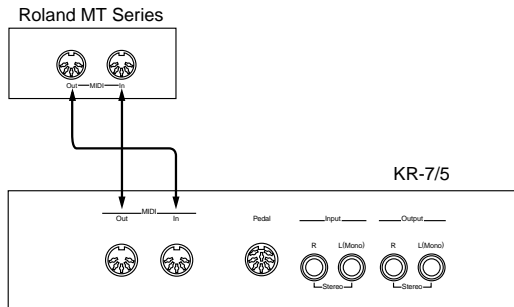 Roland MT Series
Out MIDI In
KR-7/5
Out MIDI In
Pedal
Input
Output
R L(Mono)
R L(Mono)
Stereo
Stereo